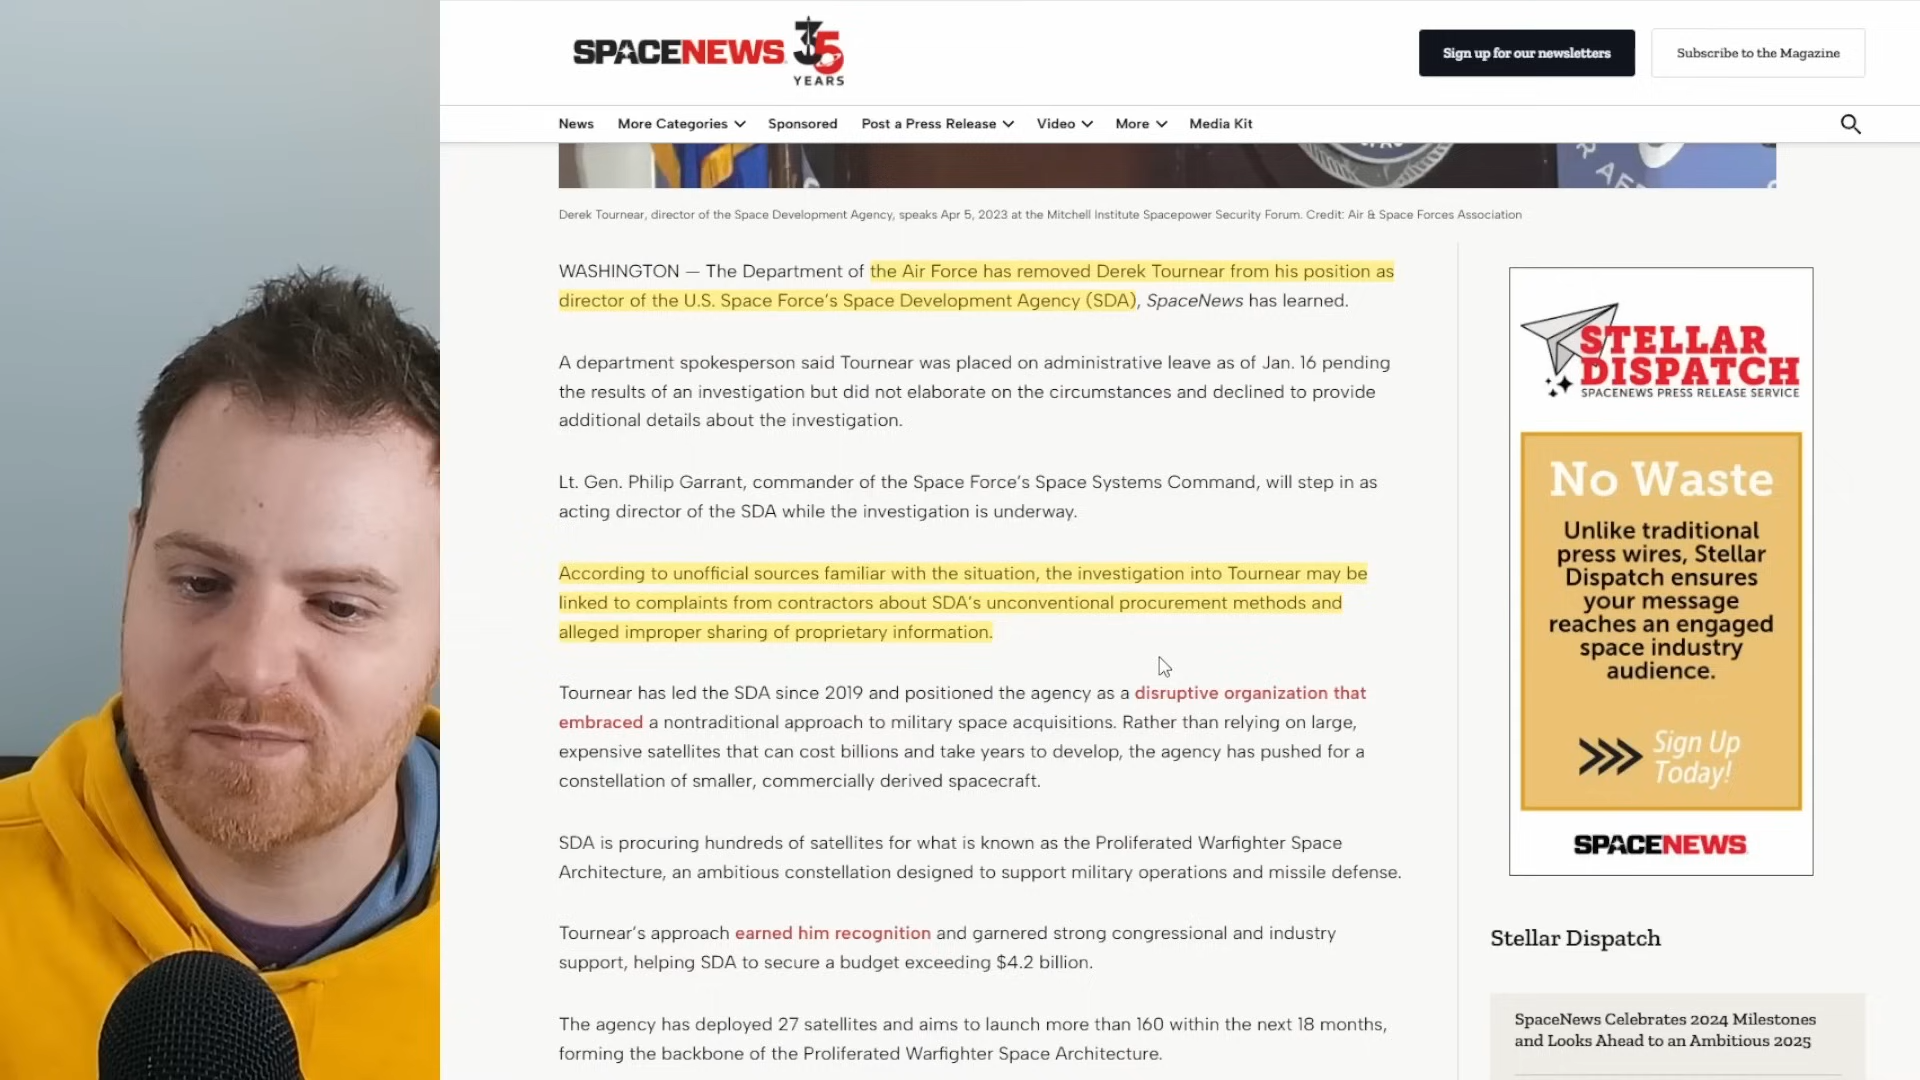 SPACENEWS 35
YEARS
Sign up for our newsletters
Subscribe to the Magazine
News More Categories Sponsored Post a Press Release Video More Media Kit
Derek Tournear, director of the Space Development Agency, speaks Apr 5, 2023 at the Mitchell Institute Spacepower Security Forum. Credit: Air & Space Forces Association
WASHINGTON — The Department of the Air Force has removed Derek Tournear from his position as
director of the U.S. Space Force’s Space Development Agency (SDA), SpaceNews has learned.
A department spokesperson said Tournear was placed on administrative leave as of Jan. 16 pending
the results of an investigation but did not elaborate on the circumstances and declined to provide
additional details about the investigation.
Lt. Gen. Philip Garrant, commander of the Space Force’s Space Systems Command, will step in as
acting director of the SDA while the investigation is underway.
According to unofficial sources familiar with the situation, the investigation into Tournear may be
linked to complaints from contractors about SDA’s unconventional procurement methods and
alleged improper sharing of proprietary information.
Tournear has led the SDA since 2019 and positioned the agency as a disruptive organization that
embraced a nontraditional approach to military space acquisitions. Rather than relying on large,
expensive satellites that can cost billions and take years to develop, the agency has pushed for a
constellation of smaller, commercially derived spacecraft.
SDA is procuring hundreds of satellites for what is known as the Proliferated Warfighter Space
Architecture, an ambitious constellation designed to support military operations and missile defense.
Tournear’s approach earned him recognition and garnered strong congressional and industry
support, helping SDA to secure a budget exceeding $4.2 billion.
The agency has deployed 27 satellites and aims to launch more than 160 within the next 18 months,
forming the backbone of the Proliferated Warfighter Space Architecture.
STELLAR
DISPATCH
SPACENEWS PRESS RELEASE SERVICE
No Waste
Unlike traditional
press wires, Stellar
Dispatch ensures
your message
reaches an engaged
space industry
audience.
Sign Up
Today!
SPACENEWS
Stellar Dispatch
SpaceNews Celebrates 2024 Milestones
and Looks Ahead to an Ambitious 2025